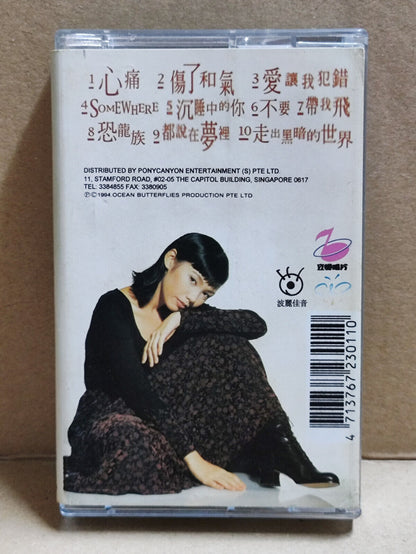 1心痛 2傷了和氣 3愛讓我犯錯
4SOMEWHERE 5沉睡中的你 6不要 7帶我飛
8恐龍族 9都說在夢裡 10走出黑暗的世界
DISTRIBUTED BY PONYCANYON ENTERTAINMENT (S) PTE LTD.
11, STAMFORD ROAD, #02-05 THE CAPITOL BUILDING, SINGAPORE 0617
TEL: 3384855 FAX: 3380905
ⓅⒸ1994.OCEAN BUTTERFLIES PRODUCTION PTE LTD.
波麗佳音
4 713767 230110